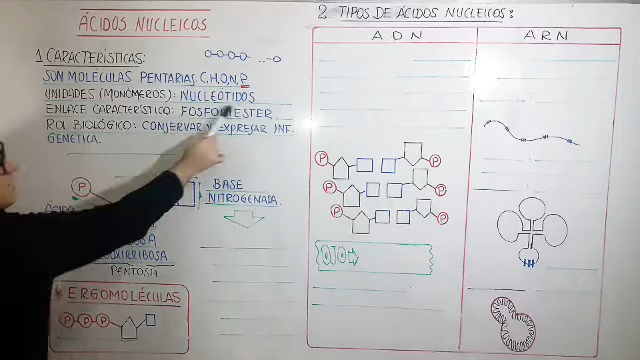 ÁCIDOS NUCLEICOS
1 CARACTERÍSTICAS:
SON MOLÉCULAS PENTARIAS: C,H,O,N,P
UNIDADES (MONÓMEROS): NUCLEÓTIDOS
ENLACE CARACTERÍSTICO: FOSFODIESTER
ROL BIOLÓGICO: CONSERVAR Y EXPRESAR INF.
GENÉTICA.
P
BASE
NITROGENADA
PENTOSA
* ERGOMOLÉCULAS
P P P
2. TIPOS DE ÁCIDOS NUCLEICOS:
ADN
P P
P P
P P
ARN